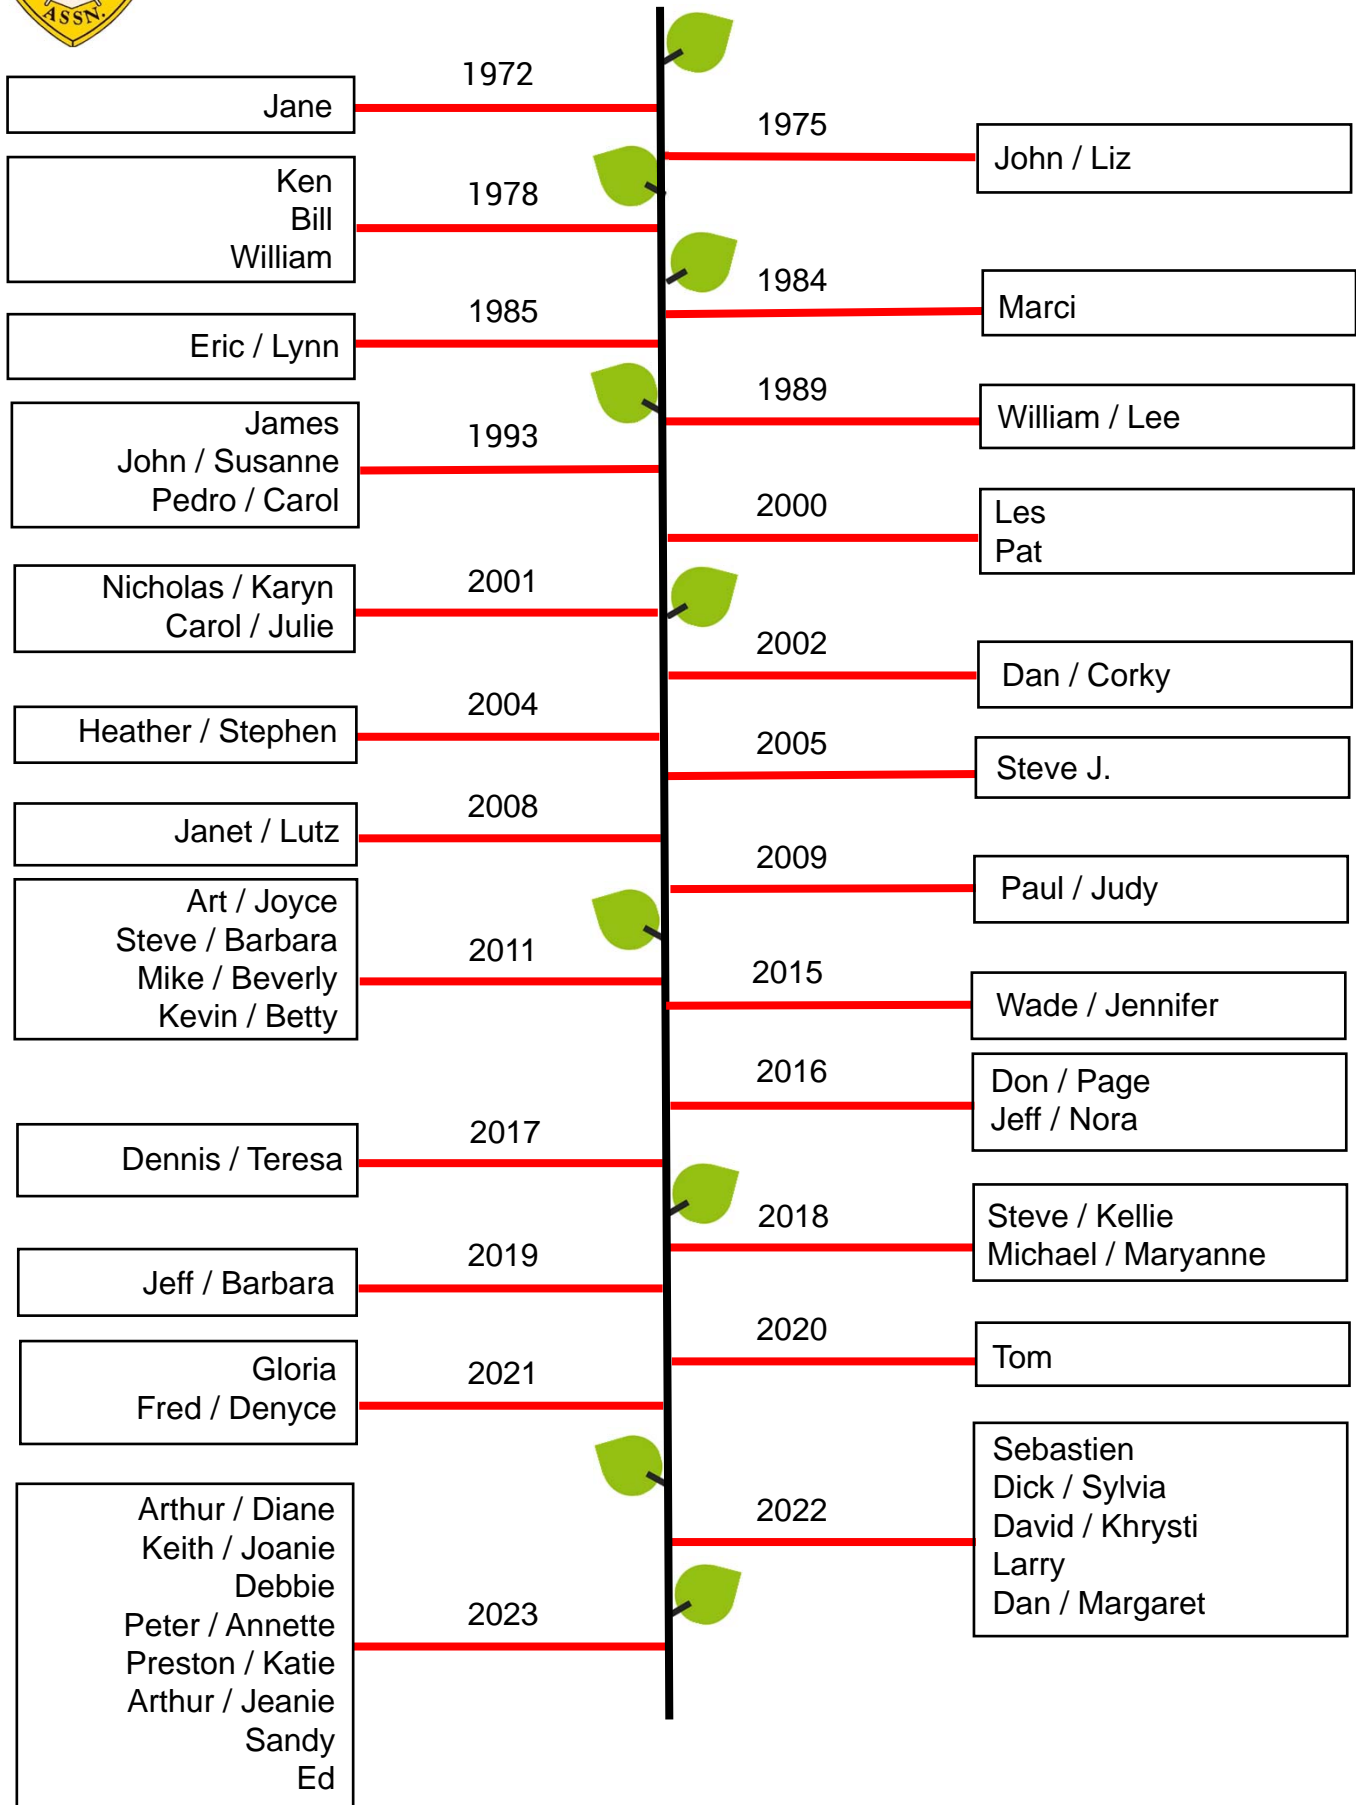 ASSN.
1972
Jane
1975
John / Liz
1978
Ken
Bill
William
1984
Marci
1985
Eric / Lynn
1989
William / Lee
1993
James
John / Susanne
Pedro / Carol
2000
Les
Pat
2001
Nicholas / Karyn
Carol / Julie
2002
Dan / Corky
2004
Heather / Stephen
2005
Steve J.
2008
Janet / Lutz
2009
Paul / Judy
2011
Art / Joyce
Steve / Barbara
Mike / Beverly
Kevin / Betty
2015
Wade / Jennifer
2016
Don / Page
Jeff / Nora
2017
Dennis / Teresa
2018
Steve / Kellie
Michael / Maryanne
2019
Jeff / Barbara
2020
Tom
2021
Gloria
Fred / Denyce
2022
Sebastien
Dick / Sylvia
David / Khrysti
Larry
Dan / Margaret
2023
Arthur / Diane
Keith / Joanie
Debbie
Peter / Annette
Preston / Katie
Arthur / Jeanie
Sandy
Ed